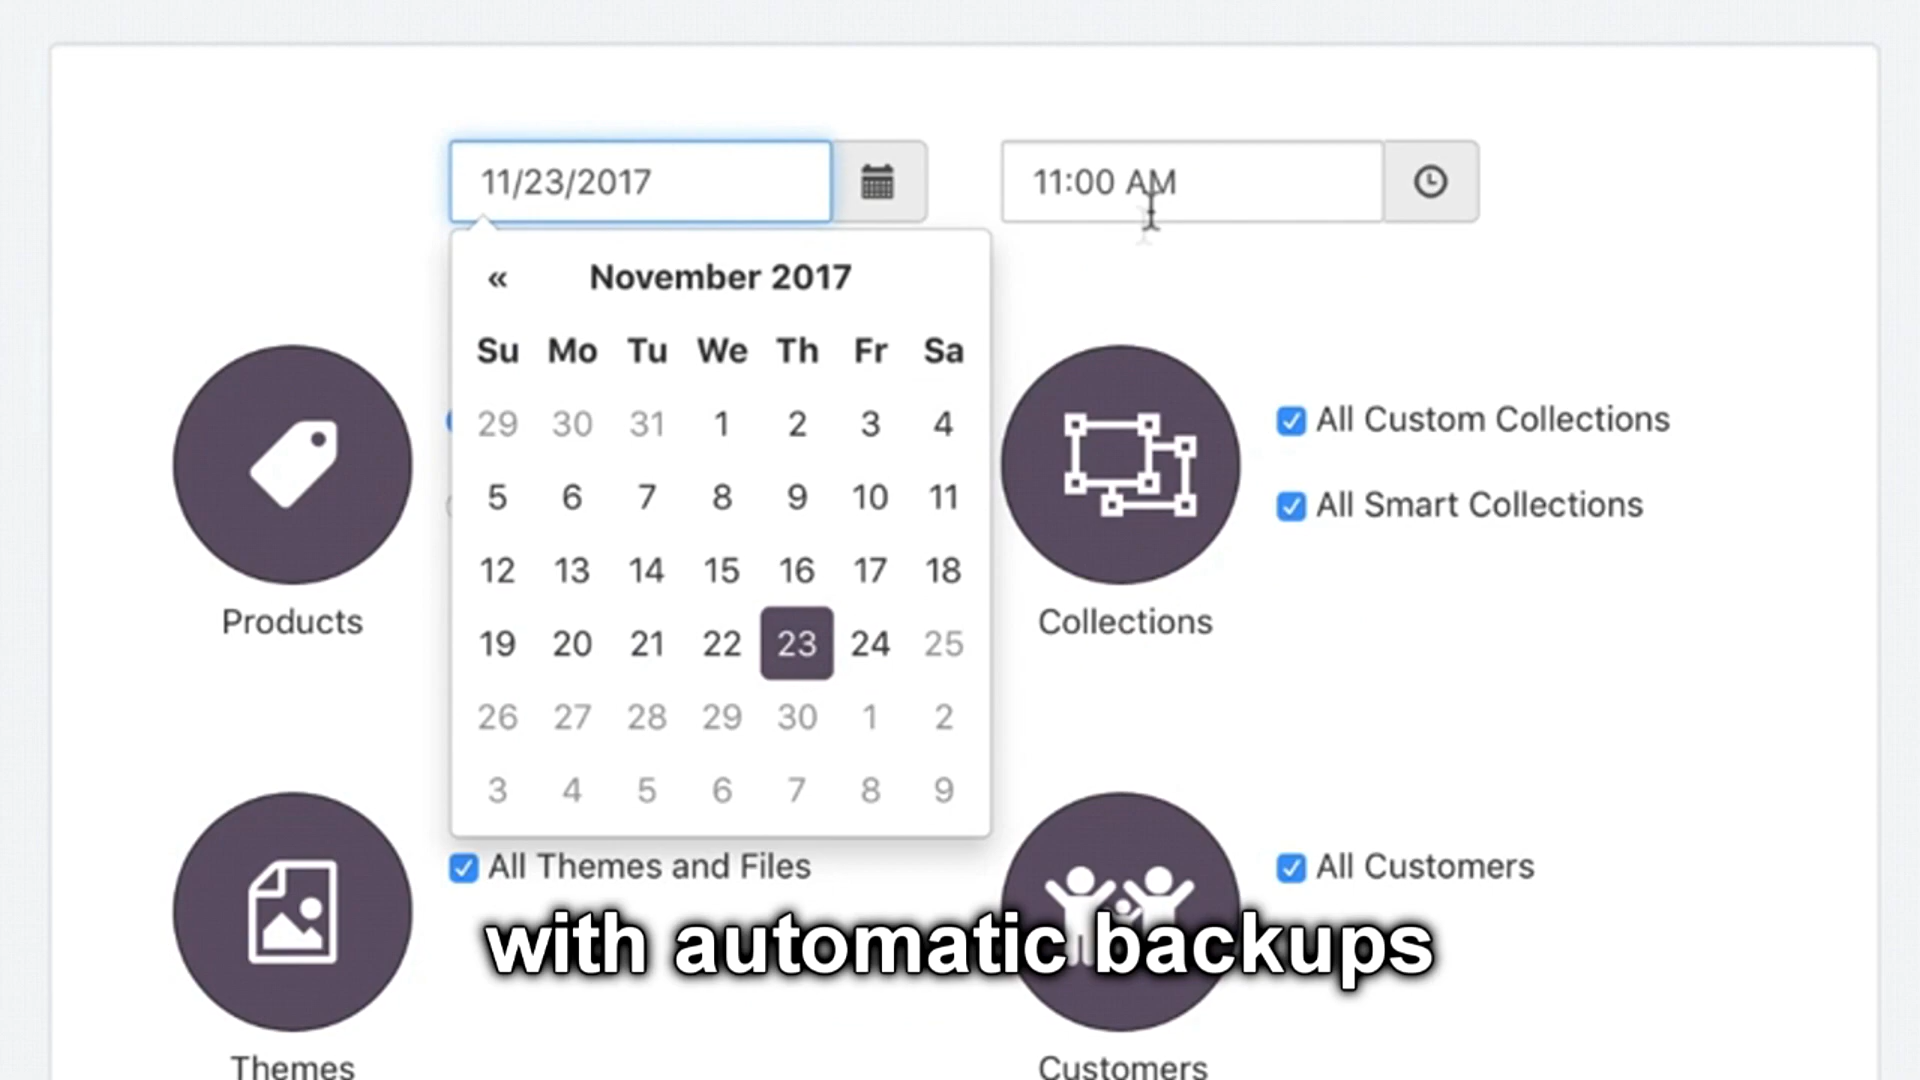 11/23/2017
11:00 AM
« November 2017
Su Mo Tu We Th Fr Sa
29 30 31 1 2 3 4
5 6 7 8 9 10 11
12 13 14 15 16 17 18
19 20 21 22 23 24 25
26 27 28 29 30 1 2
3 4 5 6 7 8 9
Products
All Custom Collections
All Smart Collections
Collections
All Themes and Files
Themes
All Customers
Customers
with automatic backups